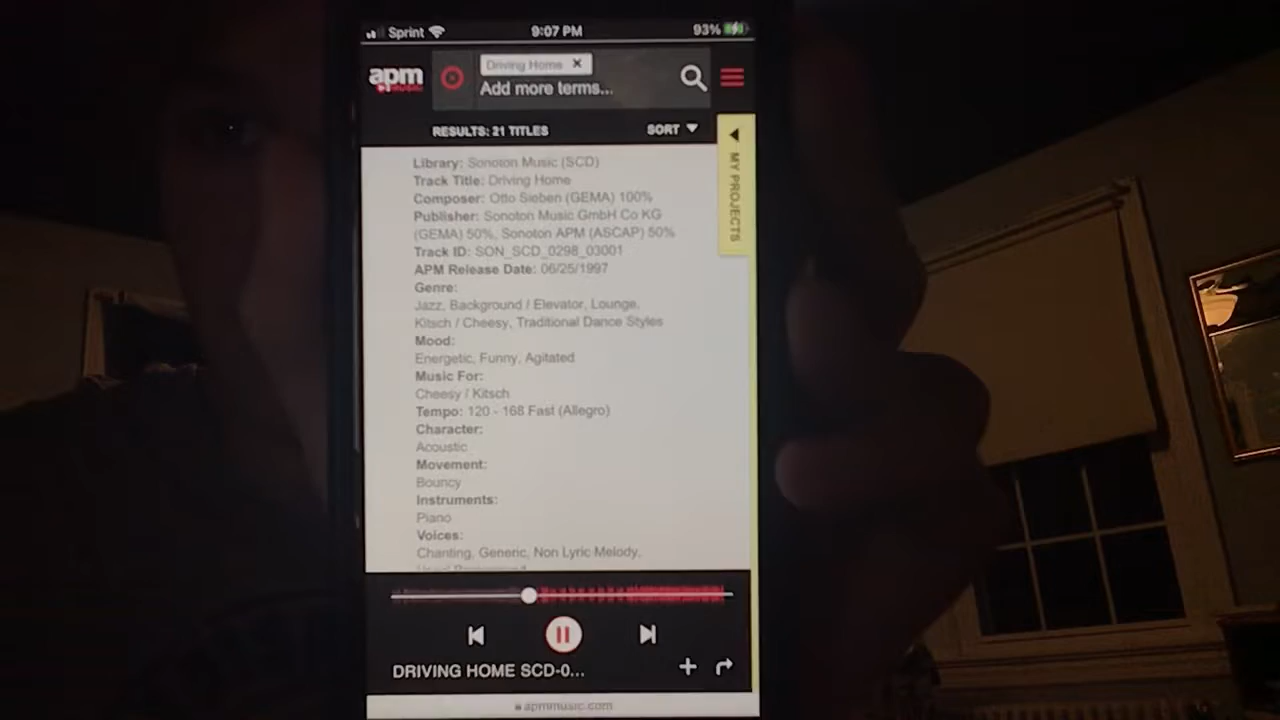 Sprint 9:07 PM 93%
apm MUSIC
Driving Home ×
Add more terms...
RESULTS: 21 TITLES SORT
MY PROJECTS
Library: Sonoton Music (SCD)
Track Title: Driving Home
Composer: Otto Sieben (GEMA) 100%
Publisher: Sonoton Music GmbH Co KG
(GEMA) 50%, Sonoton APM (ASCAP) 50%
Track ID: SON_SCD_0298_03001
APM Release Date: 06/25/1997
Genre:
Jazz, Background / Elevator, Lounge,
Kitsch / Cheesy, Traditional Dance Styles
Mood:
Energetic, Funny, Agitated
Music For:
Cheesy / Kitsch
Tempo: 120 - 168 Fast (Allegro)
Character:
Acoustic
Movement:
Bouncy
Instruments:
Piano
Voices:
Chanting, Generic, Non Lyric Melody,
DRIVING HOME SCD-0...
apmmusic.com